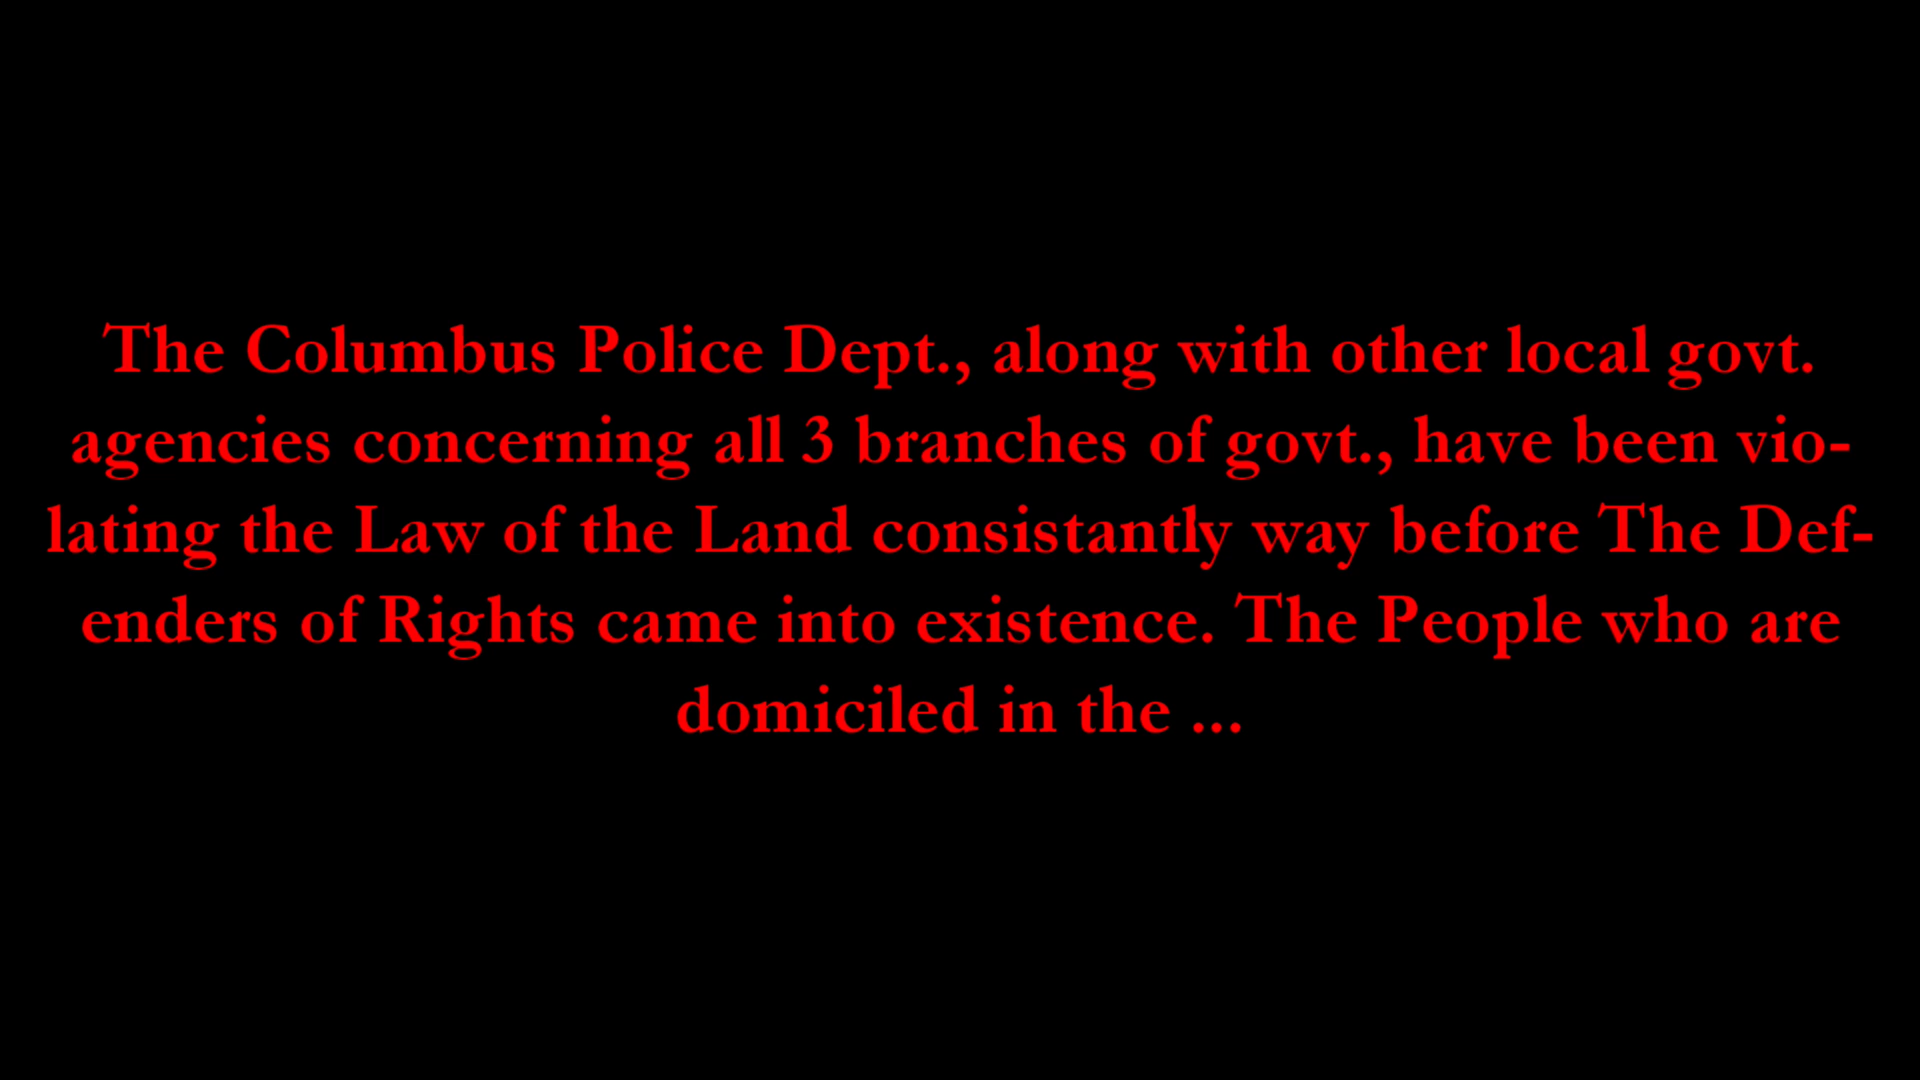 The Columbus Police Dept., along with other local govt.
agencies concerning all 3 branches of govt., have been vio-
lating the Law of the Land consistantly way before The Def-
enders of Rights came into existence. The People who are
domiciled in the ...